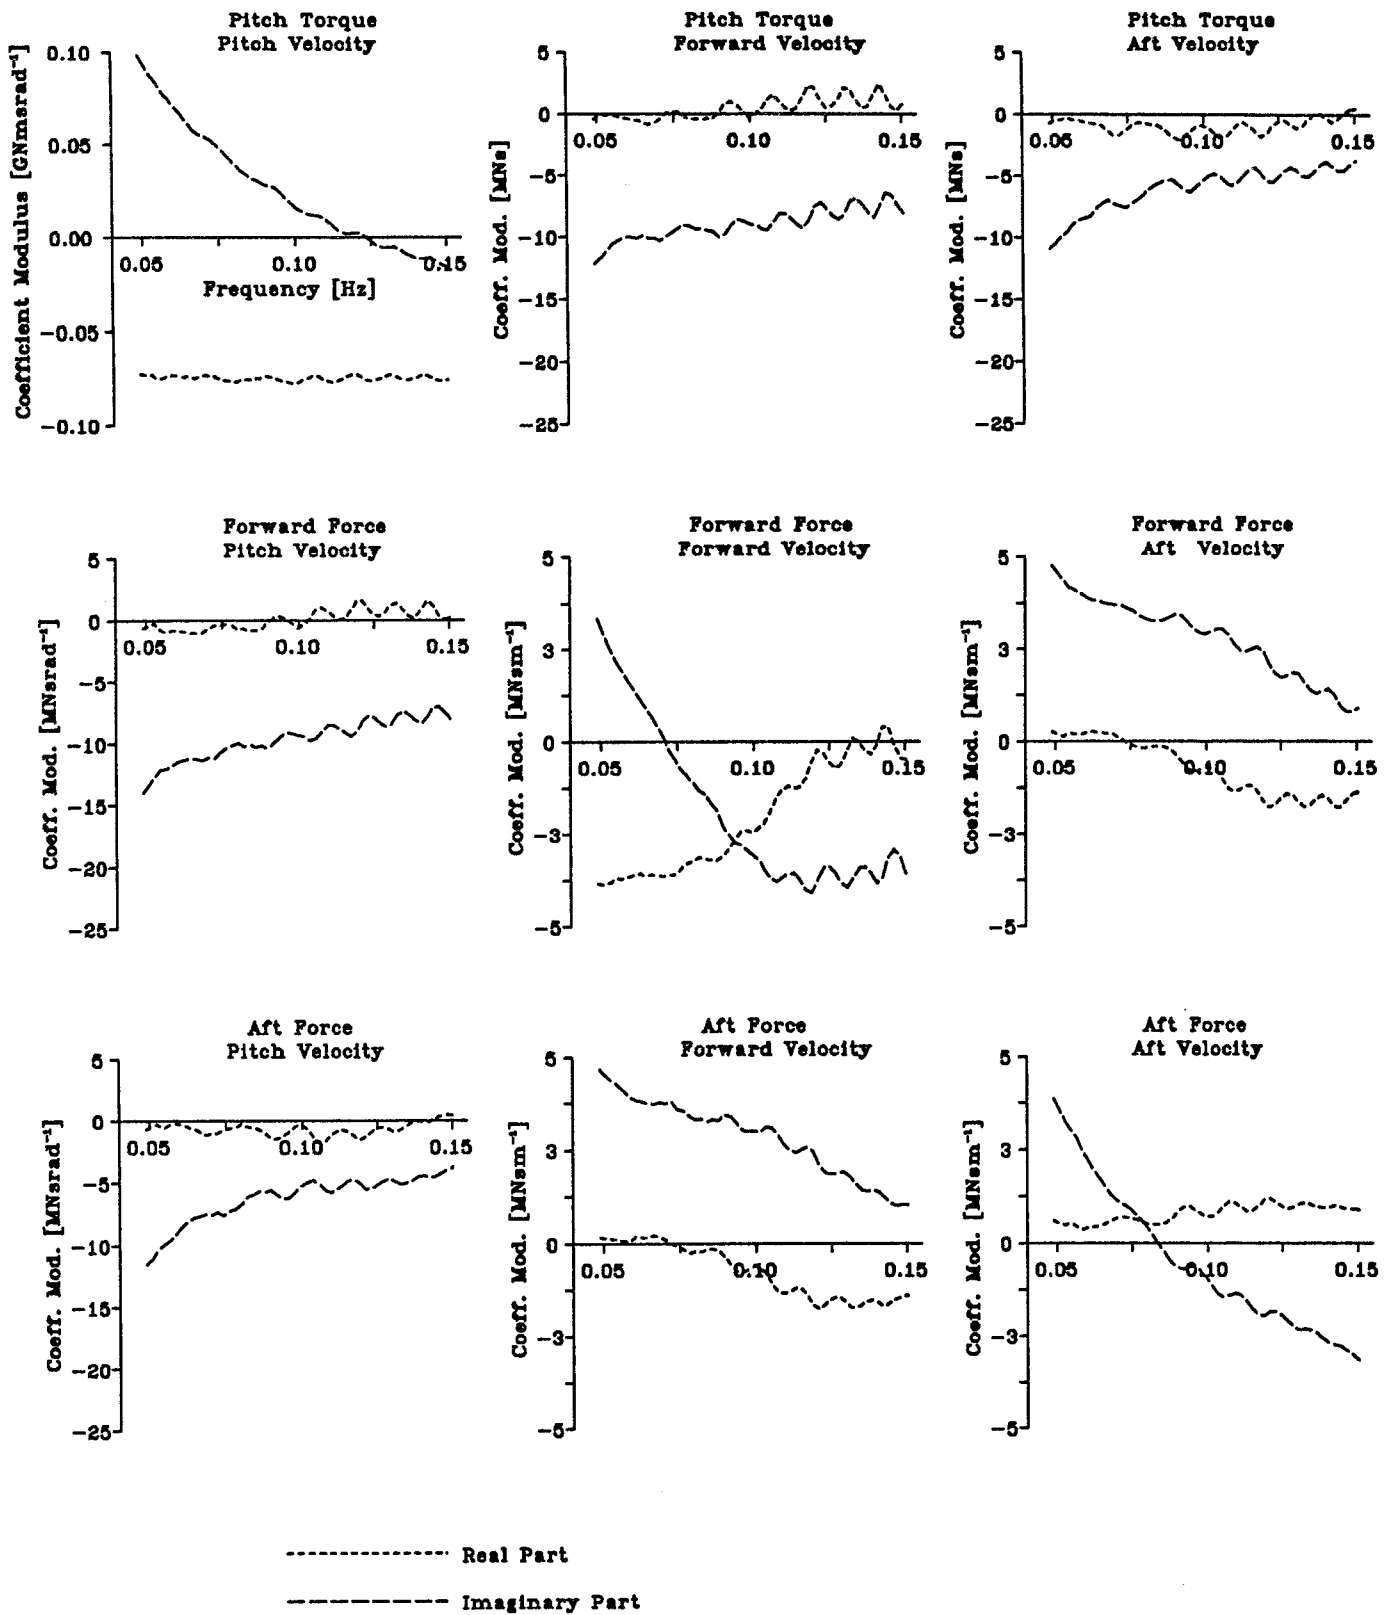 Pitch Torque
Pitch Velocity
Coefficient Modulus [GNmsrad⁻¹]
0.10
0.05
0.00
-0.05
-0.10
0.05 0.10 0.15
Frequency [Hz]
Pitch Torque
Forward Velocity
Coeff. Mod. [MNs]
5
0
-5
-10
-15
-20
-25
0.05 0.10 0.15
Pitch Torque
Aft Velocity
Coeff. Mod. [MNs]
5
0
-5
-10
-15
-20
-25
0.05 0.10 0.15
Forward Force
Pitch Velocity
Coeff. Mod. [MNsrad⁻¹]
5
0
-5
-10
-15
-20
-25
0.05 0.10 0.15
Forward Force
Forward Velocity
Coeff. Mod. [MNsm⁻¹]
5
3
0
-3
-5
0.05 0.10 0.15
Forward Force
Aft Velocity
Coeff. Mod. [MNsm⁻¹]
5
3
0
-3
-5
0.05 0.10 0.15
Aft Force
Pitch Velocity
Coeff. Mod. [MNsrad⁻¹]
5
0
-5
-10
-15
-20
-25
0.05 0.10 0.15
Aft Force
Forward Velocity
Coeff. Mod. [MNsm⁻¹]
5
3
0
-3
-5
0.05 0.10 0.15
Aft Force
Aft Velocity
Coeff. Mod. [MNsm⁻¹]
5
3
0
-3
-5
0.05 0.10 0.15
Real Part
Imaginary Part